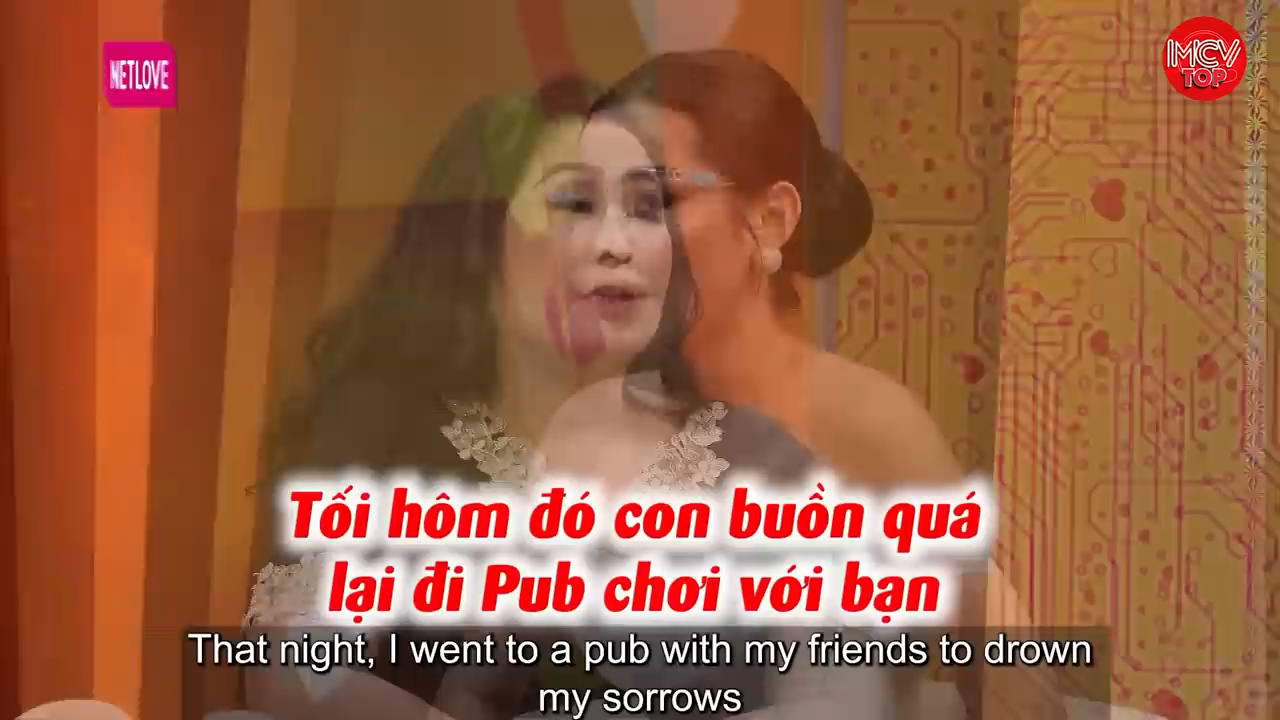 NETLOVE
MCV
TOP
Tối hôm đó con buồn quá
lại đi Pub chơi với bạn
That night, I went to a pub with my friends to drown
my sorrows